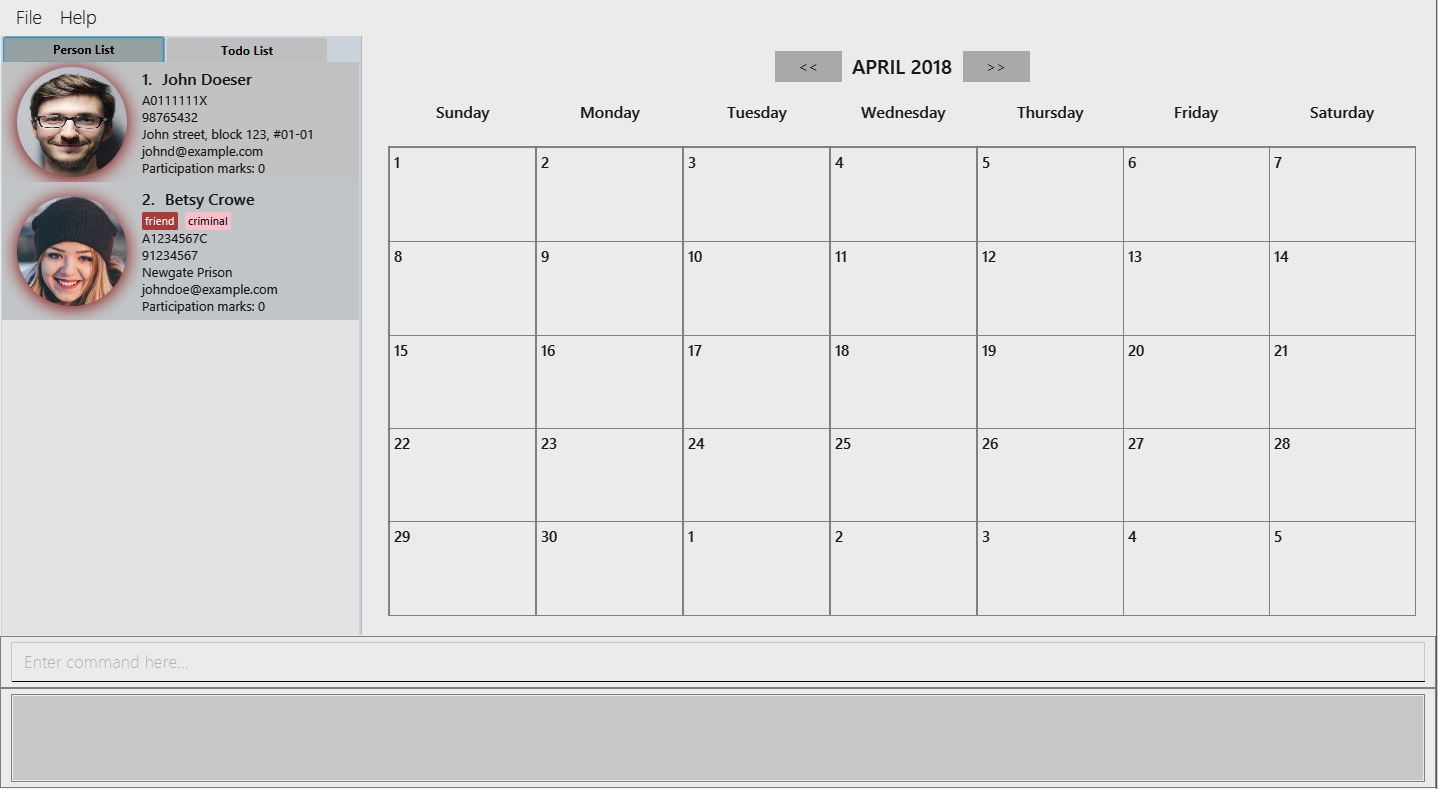 File Help
Person List Todo List
1. John Doeser
A0111111X
98765432
John street, block 123, #01-01
johnd@example.com
Participation marks: 0
2. Betsy Crowe
friend criminal
A1234567C
91234567
Newgate Prison
johndoe@example.com
Participation marks: 0
<< APRIL 2018 >>
Sunday Monday Tuesday Wednesday Thursday Friday Saturday
1 2 3 4 5 6 7
8 9 10 11 12 13 14
15 16 17 18 19 20 21
22 23 24 25 26 27 28
29 30 1 2 3 4 5
Enter command here...